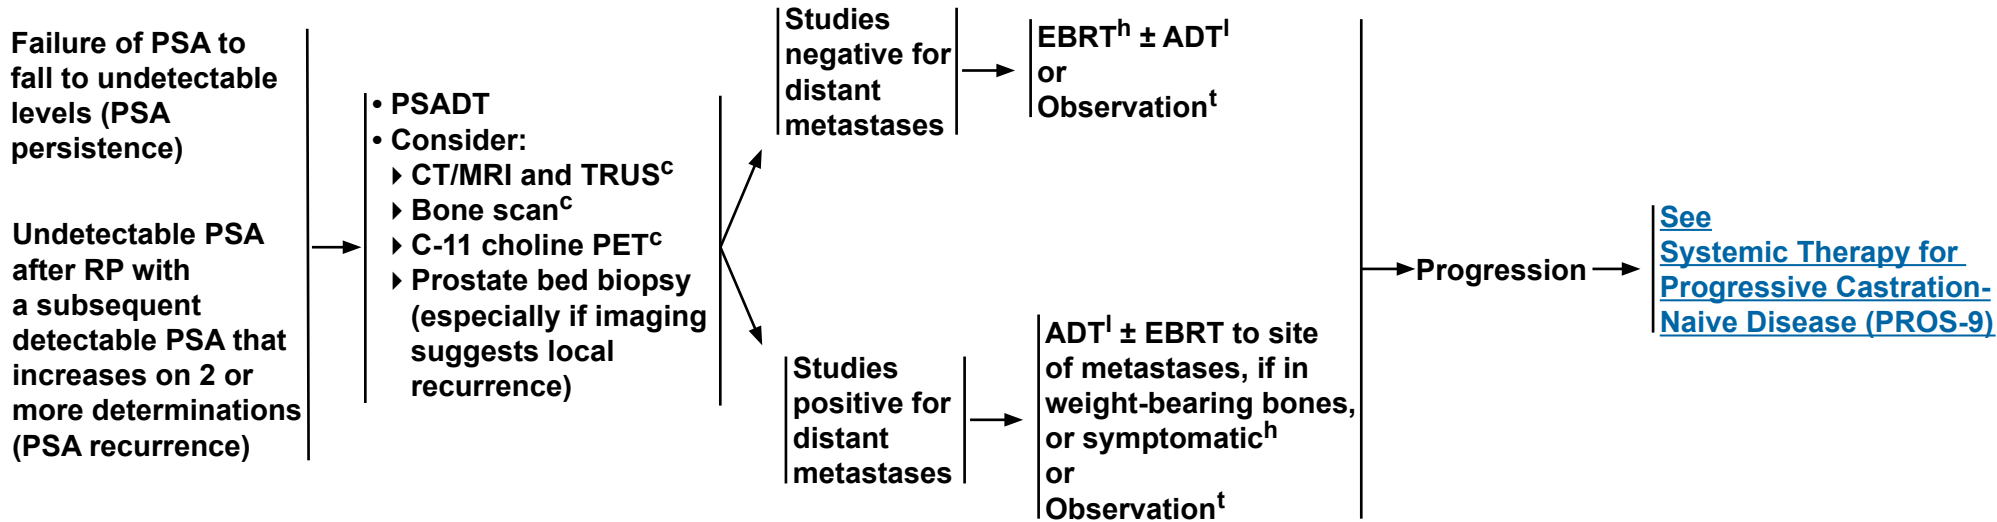 Failure of PSA to
fall to undetectable
levels (PSA
persistence)
Undetectable PSA
after RP with
a subsequent
detectable PSA that
increases on 2 or
more determinations
(PSA recurrence)
• PSADT
• Consider:
CT/MRI and TRUSᶜ
Bone scanᶜ
C-11 choline PETᶜ
Prostate bed biopsy
(especially if imaging
suggests local
recurrence)
Studies
negative for
distant
metastases
EBRTʰ ± ADTˡ
or
Observationᵗ
Studies
positive for
distant
metastases
ADTˡ ± EBRT to site
of metastases, if in
weight-bearing bones,
or symptomaticʰ
or
Observationᵗ
Progression
See
Systemic Therapy for
Progressive Castration-
Naive Disease (PROS-9)